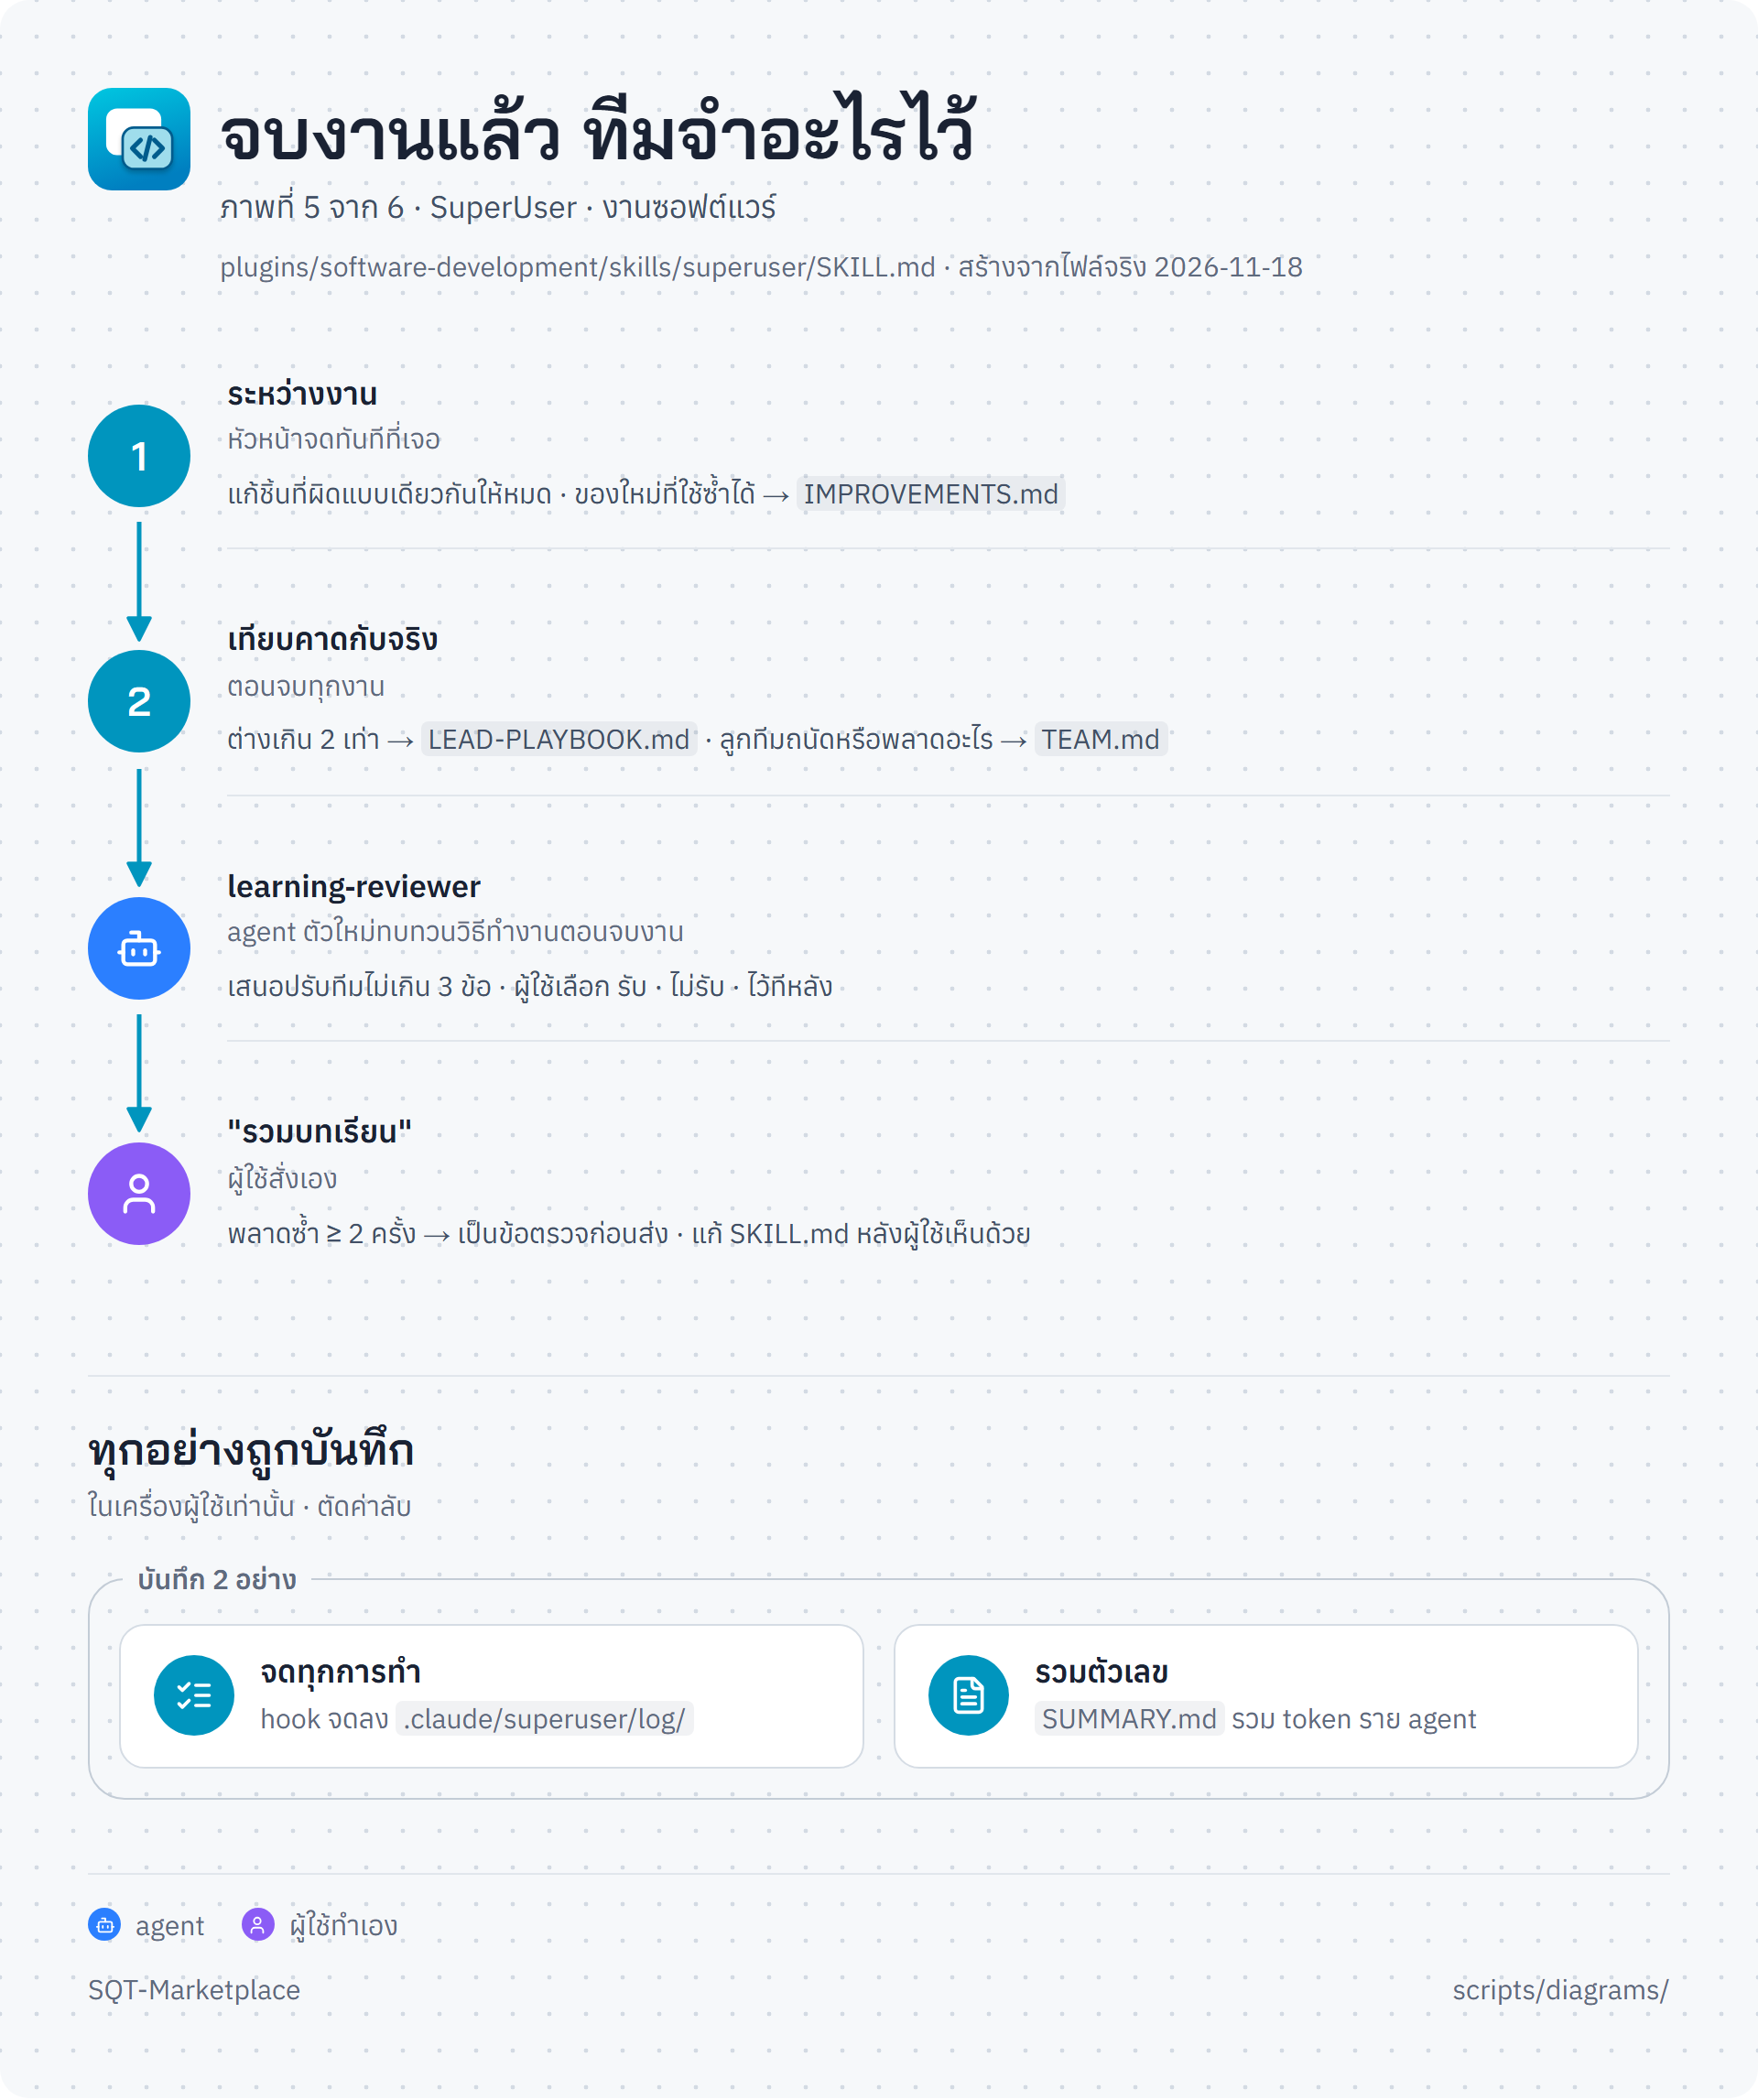 จบงานแล้ว ทีมจำอะไรไว้
ภาพที่ 5 จาก 6 · SuperUser · งานซอฟต์แวร์
plugins/software-development/skills/superuser/SKILL.md · สร้างจากไฟล์จริง 2026-11-18
1
ระหว่างงาน
หัวหน้าจดทันทีที่เจอ
แก้ชิ้นที่ผิดแบบเดียวกันให้หมด · ของใหม่ที่ใช้ซ้ำได้ → IMPROVEMENTS.md
2
เทียบคาดกับจริง
ตอนจบทุกงาน
ต่างเกิน 2 เท่า → LEAD-PLAYBOOK.md · ลูกทีมถนัดหรือพลาดอะไร → TEAM.md
learning-reviewer
agent ตัวใหม่ทบทวนวิธีทำงานตอนจบงาน
เสนอปรับทีมไม่เกิน 3 ข้อ · ผู้ใช้เลือก รับ · ไม่รับ · ไว้ทีหลัง
"รวมบทเรียน"
ผู้ใช้สั่งเอง
พลาดซ้ำ ≥ 2 ครั้ง → เป็นข้อตรวจก่อนส่ง · แก้ SKILL.md หลังผู้ใช้เห็นด้วย
ทุกอย่างถูกบันทึก
ในเครื่องผู้ใช้เท่านั้น · ตัดค่าลับ
บันทึก 2 อย่าง
จดทุกการทำ
hook จดลง .claude/superuser/log/
รวมตัวเลข
SUMMARY.md รวม token ราย agent
agent
ผู้ใช้ทำเอง
SQT-Marketplace
scripts/diagrams/